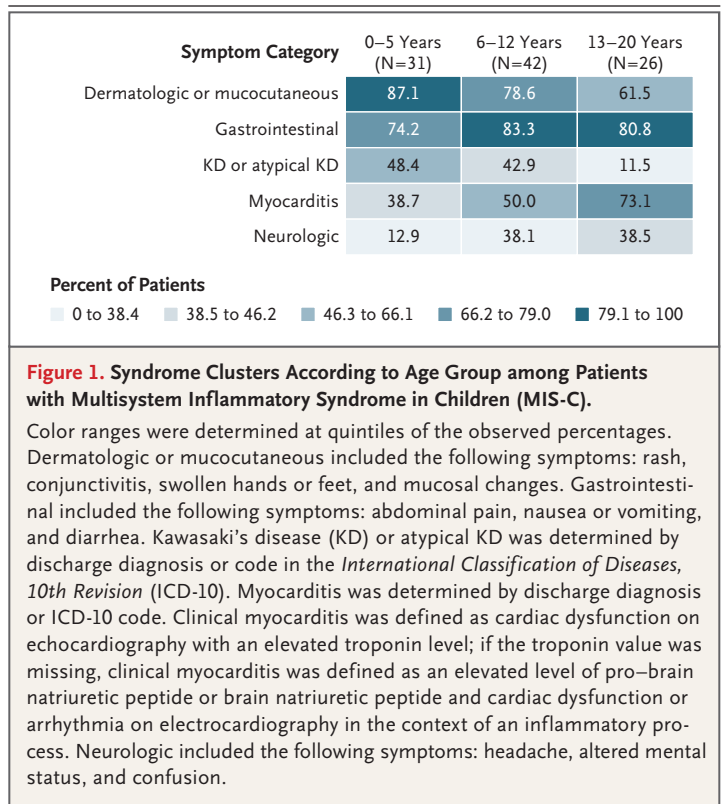 Symptom Category 0–5 Years (N=31) 6–12 Years (N=42) 13–20 Years (N=26)
Dermatologic or mucocutaneous 87.1 78.6 61.5
Gastrointestinal 74.2 83.3 80.8
KD or atypical KD 48.4 42.9 11.5
Myocarditis 38.7 50.0 73.1
Neurologic 12.9 38.1 38.5
Percent of Patients
0 to 38.4 38.5 to 46.2 46.3 to 66.1 66.2 to 79.0 79.1 to 100
Figure 1. Syndrome Clusters According to Age Group among Patients
with Multisystem Inflammatory Syndrome in Children (MIS-C).
Color ranges were determined at quintiles of the observed percentages.
Dermatologic or mucocutaneous included the following symptoms: rash,
conjunctivitis, swollen hands or feet, and mucosal changes. Gastrointesti-
nal included the following symptoms: abdominal pain, nausea or vomiting,
and diarrhea. Kawasaki’s disease (KD) or atypical KD was determined by
discharge diagnosis or code in the International Classification of Diseases,
10th Revision (ICD-10). Myocarditis was determined by discharge diagnosis
or ICD-10 code. Clinical myocarditis was defined as cardiac dysfunction on
echocardiography with an elevated troponin level; if the troponin value was
missing, clinical myocarditis was defined as an elevated level of pro–brain
natriuretic peptide or brain natriuretic peptide and cardiac dysfunction or
arrhythmia on electrocardiography in the context of an inflammatory pro-
cess. Neurologic included the following symptoms: headache, altered mental
status, and confusion.